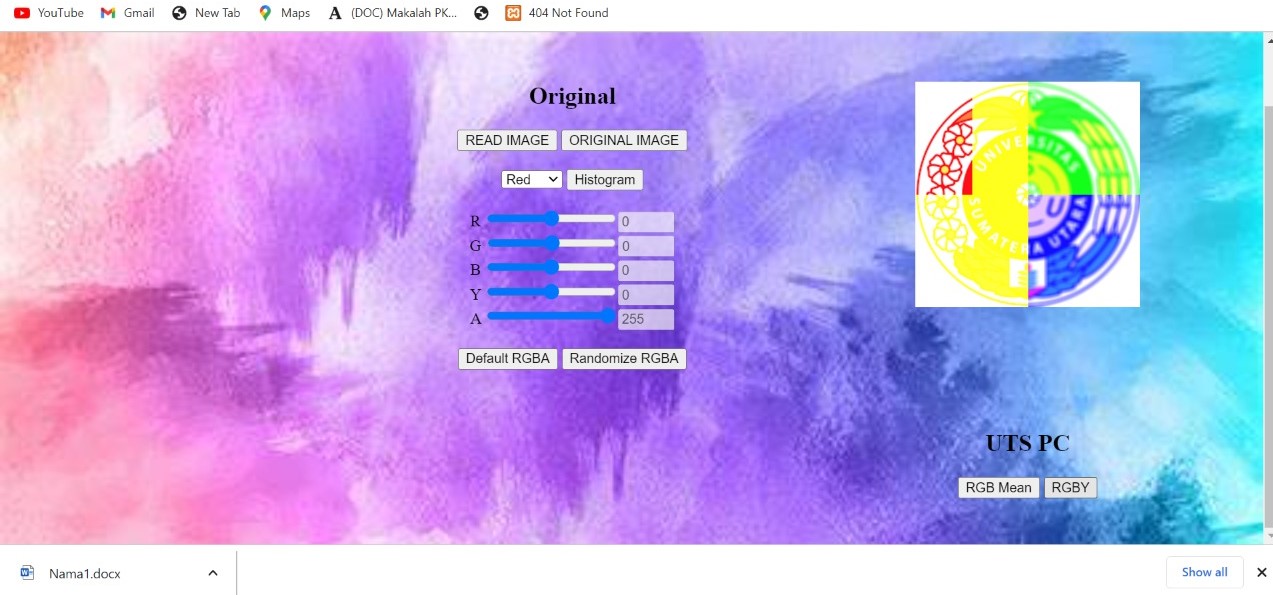 YouTube Gmail New Tab Maps (DOC) Makalah PK... 404 Not Found
Original
READ IMAGE ORIGINAL IMAGE
Red Histogram
R 0
G 0
B 0
Y 0
A 255
Default RGBA Randomize RGBA
UNIVERSITAS
SUMATERA UTARA
UTS PC
RGB Mean RGBY
Nama1.docx Show all